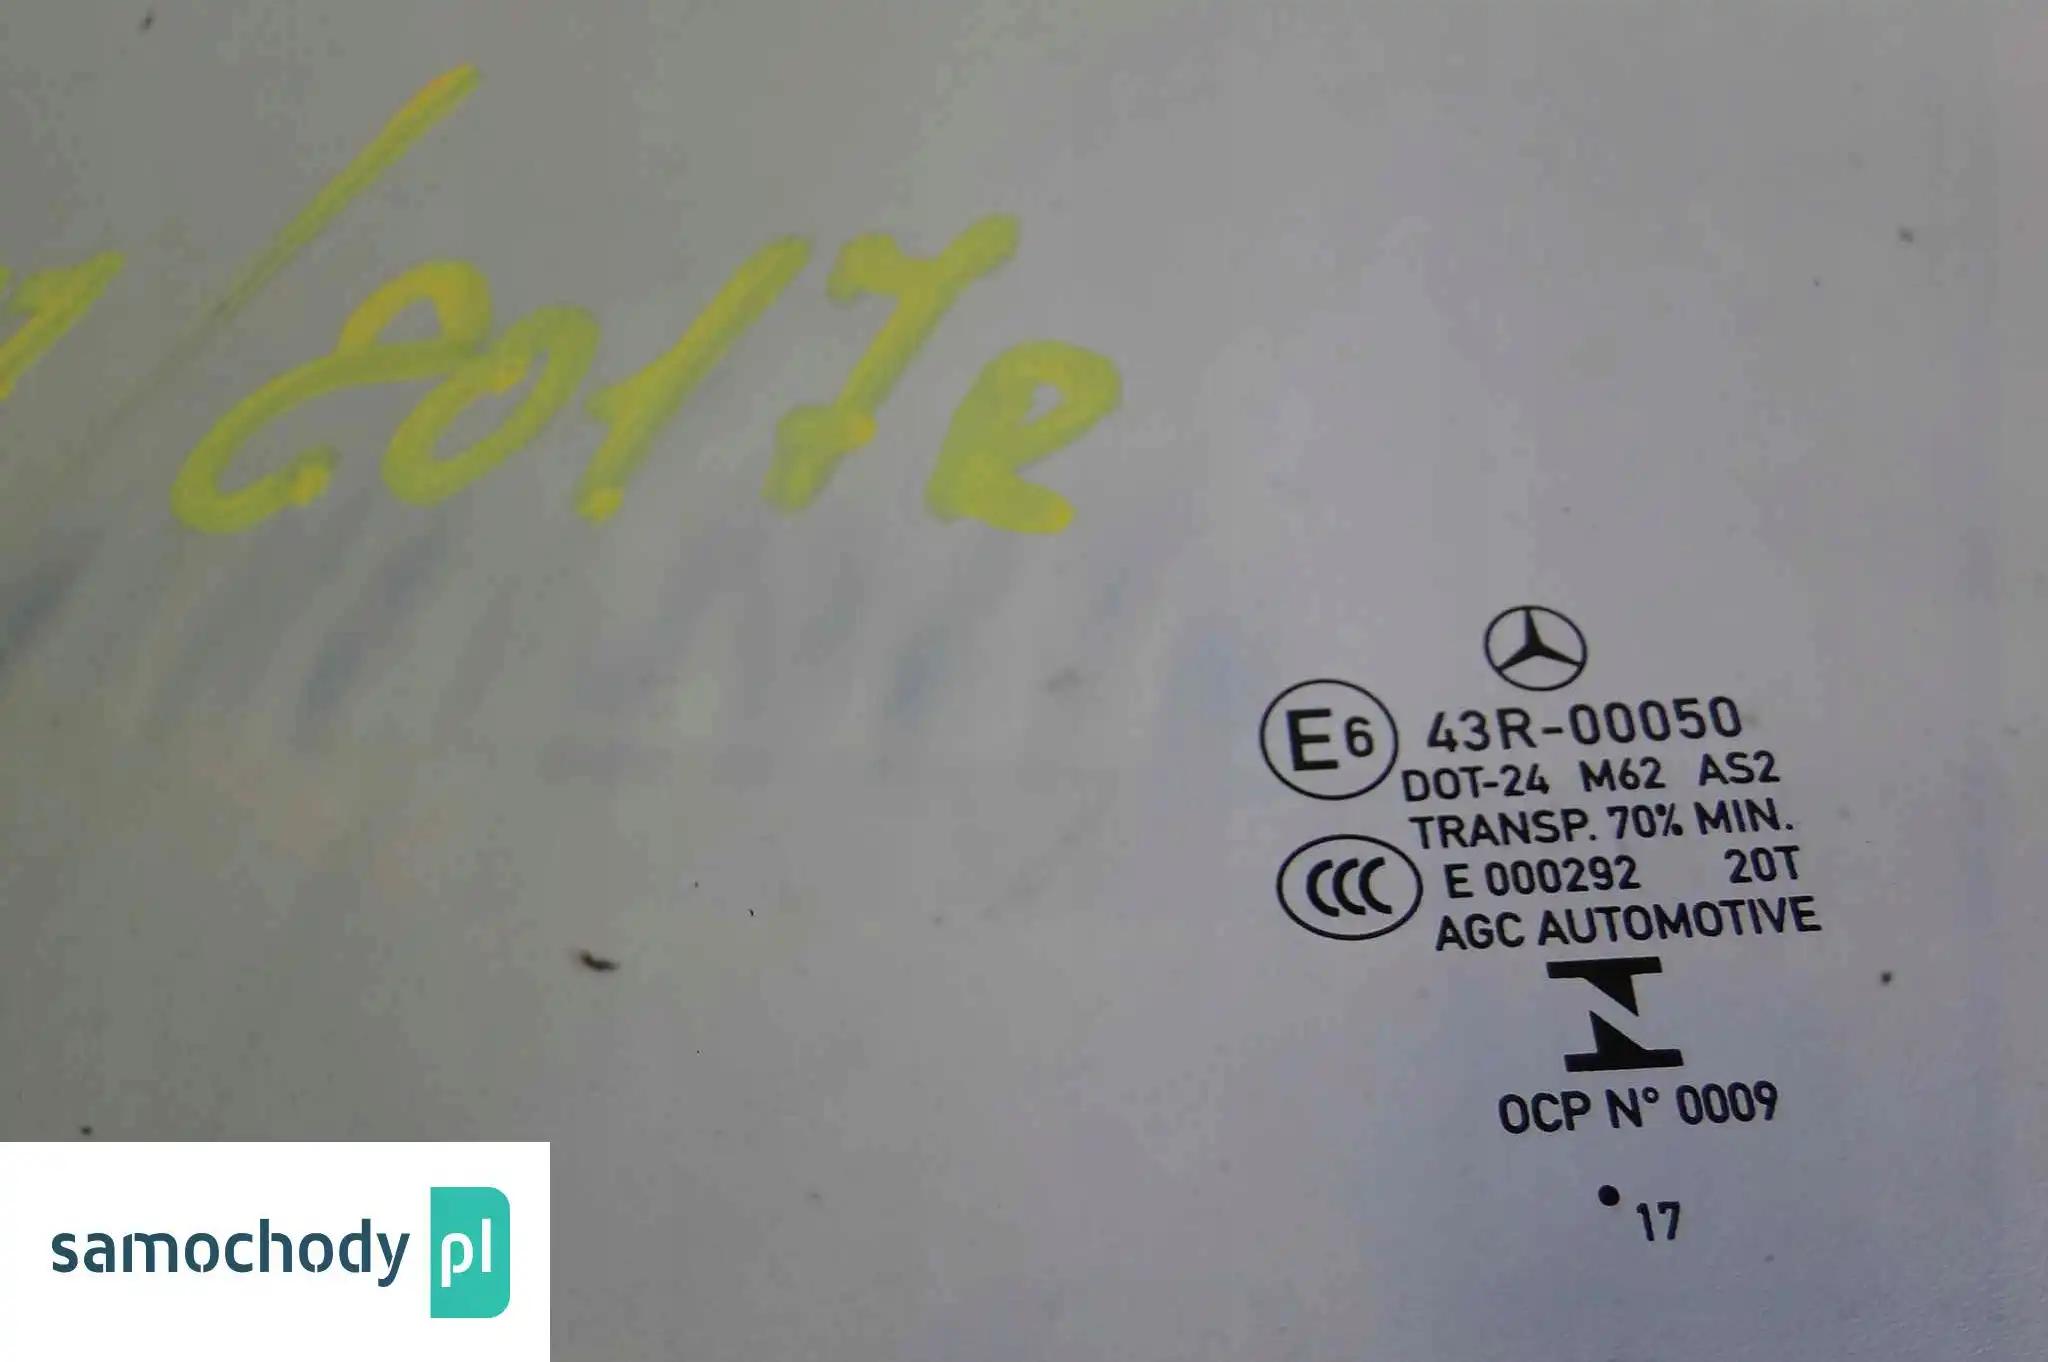 /2017R
E6 43R-00050
DOT-24 M62 AS2
TRANSP. 70% MIN.
CCC E 000292 20T
AGC AUTOMOTIVE
OCP N° 0009
• 17
samochody pl